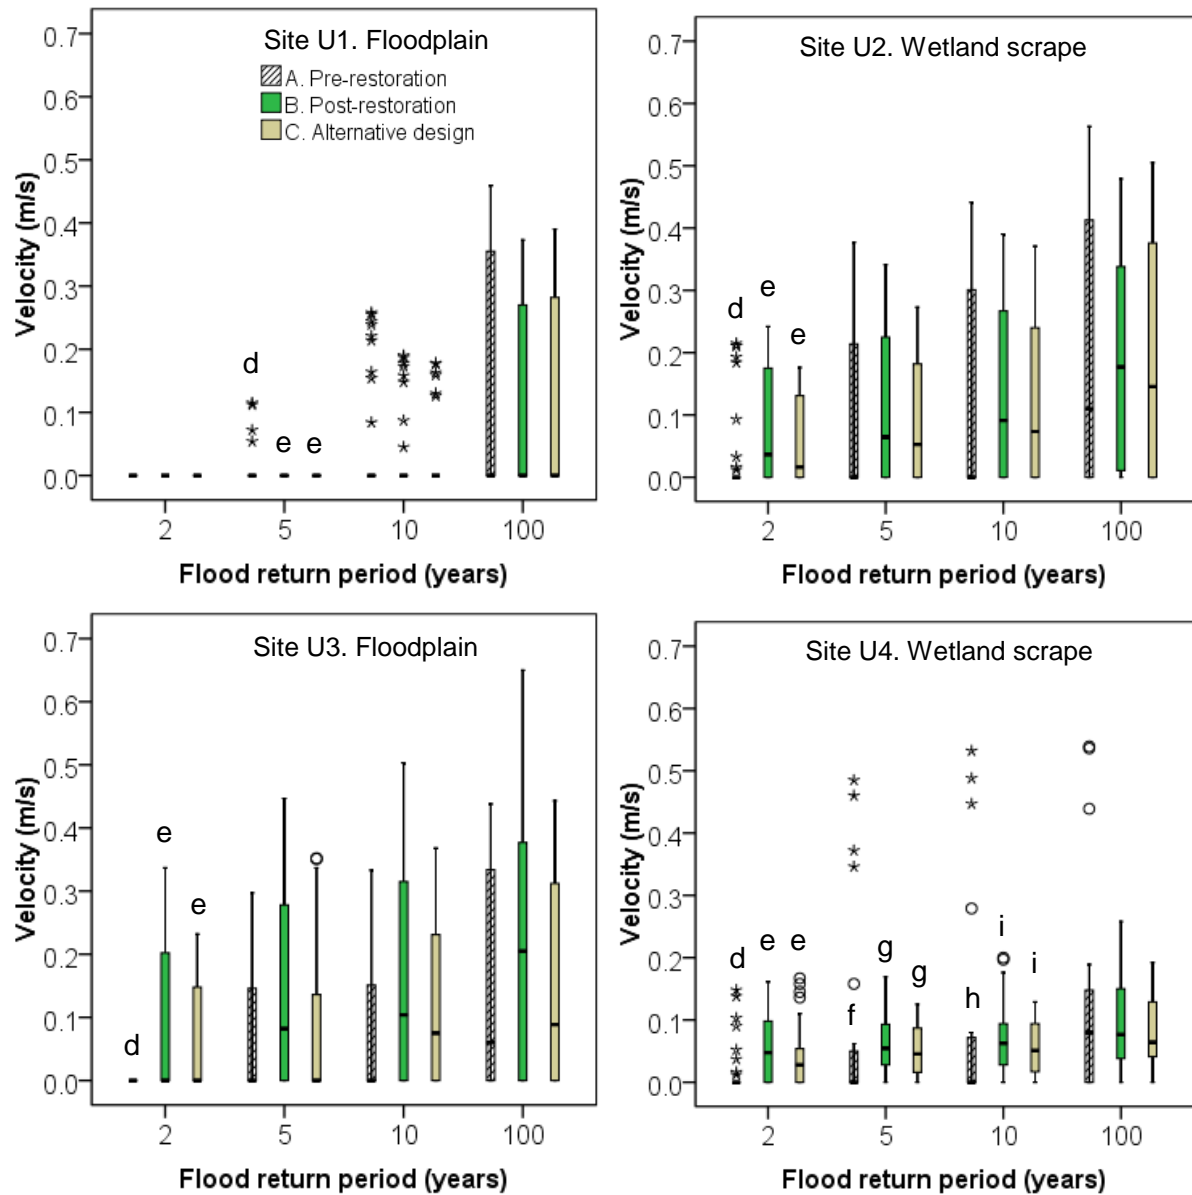 Site U1. Floodplain
A. Pre-restoration
B. Post-restoration
C. Alternative design
Velocity (m/s)
0.7
0.6
0.5
0.4
0.3
0.2
0.1
0.0
d
e e
2 5 10 100
Flood return period (years)
Site U2. Wetland scrape
Velocity (m/s)
0.7
0.6
0.5
0.4
0.3
0.2
0.1
0.0
d e e
2 5 10 100
Flood return period (years)
Site U3. Floodplain
Velocity (m/s)
0.7
0.6
0.5
0.4
0.3
0.2
0.1
0.0
d e e
2 5 10 100
Flood return period (years)
Site U4. Wetland scrape
Velocity (m/s)
0.7
0.6
0.5
0.4
0.3
0.2
0.1
0.0
d e e f g g h i i
2 5 10 100
Flood return period (years)